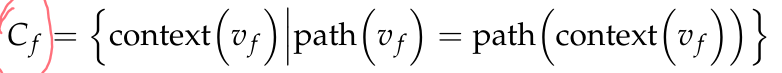 C_f = {context(v_f)|path(v_f) = path(context(v_f))}